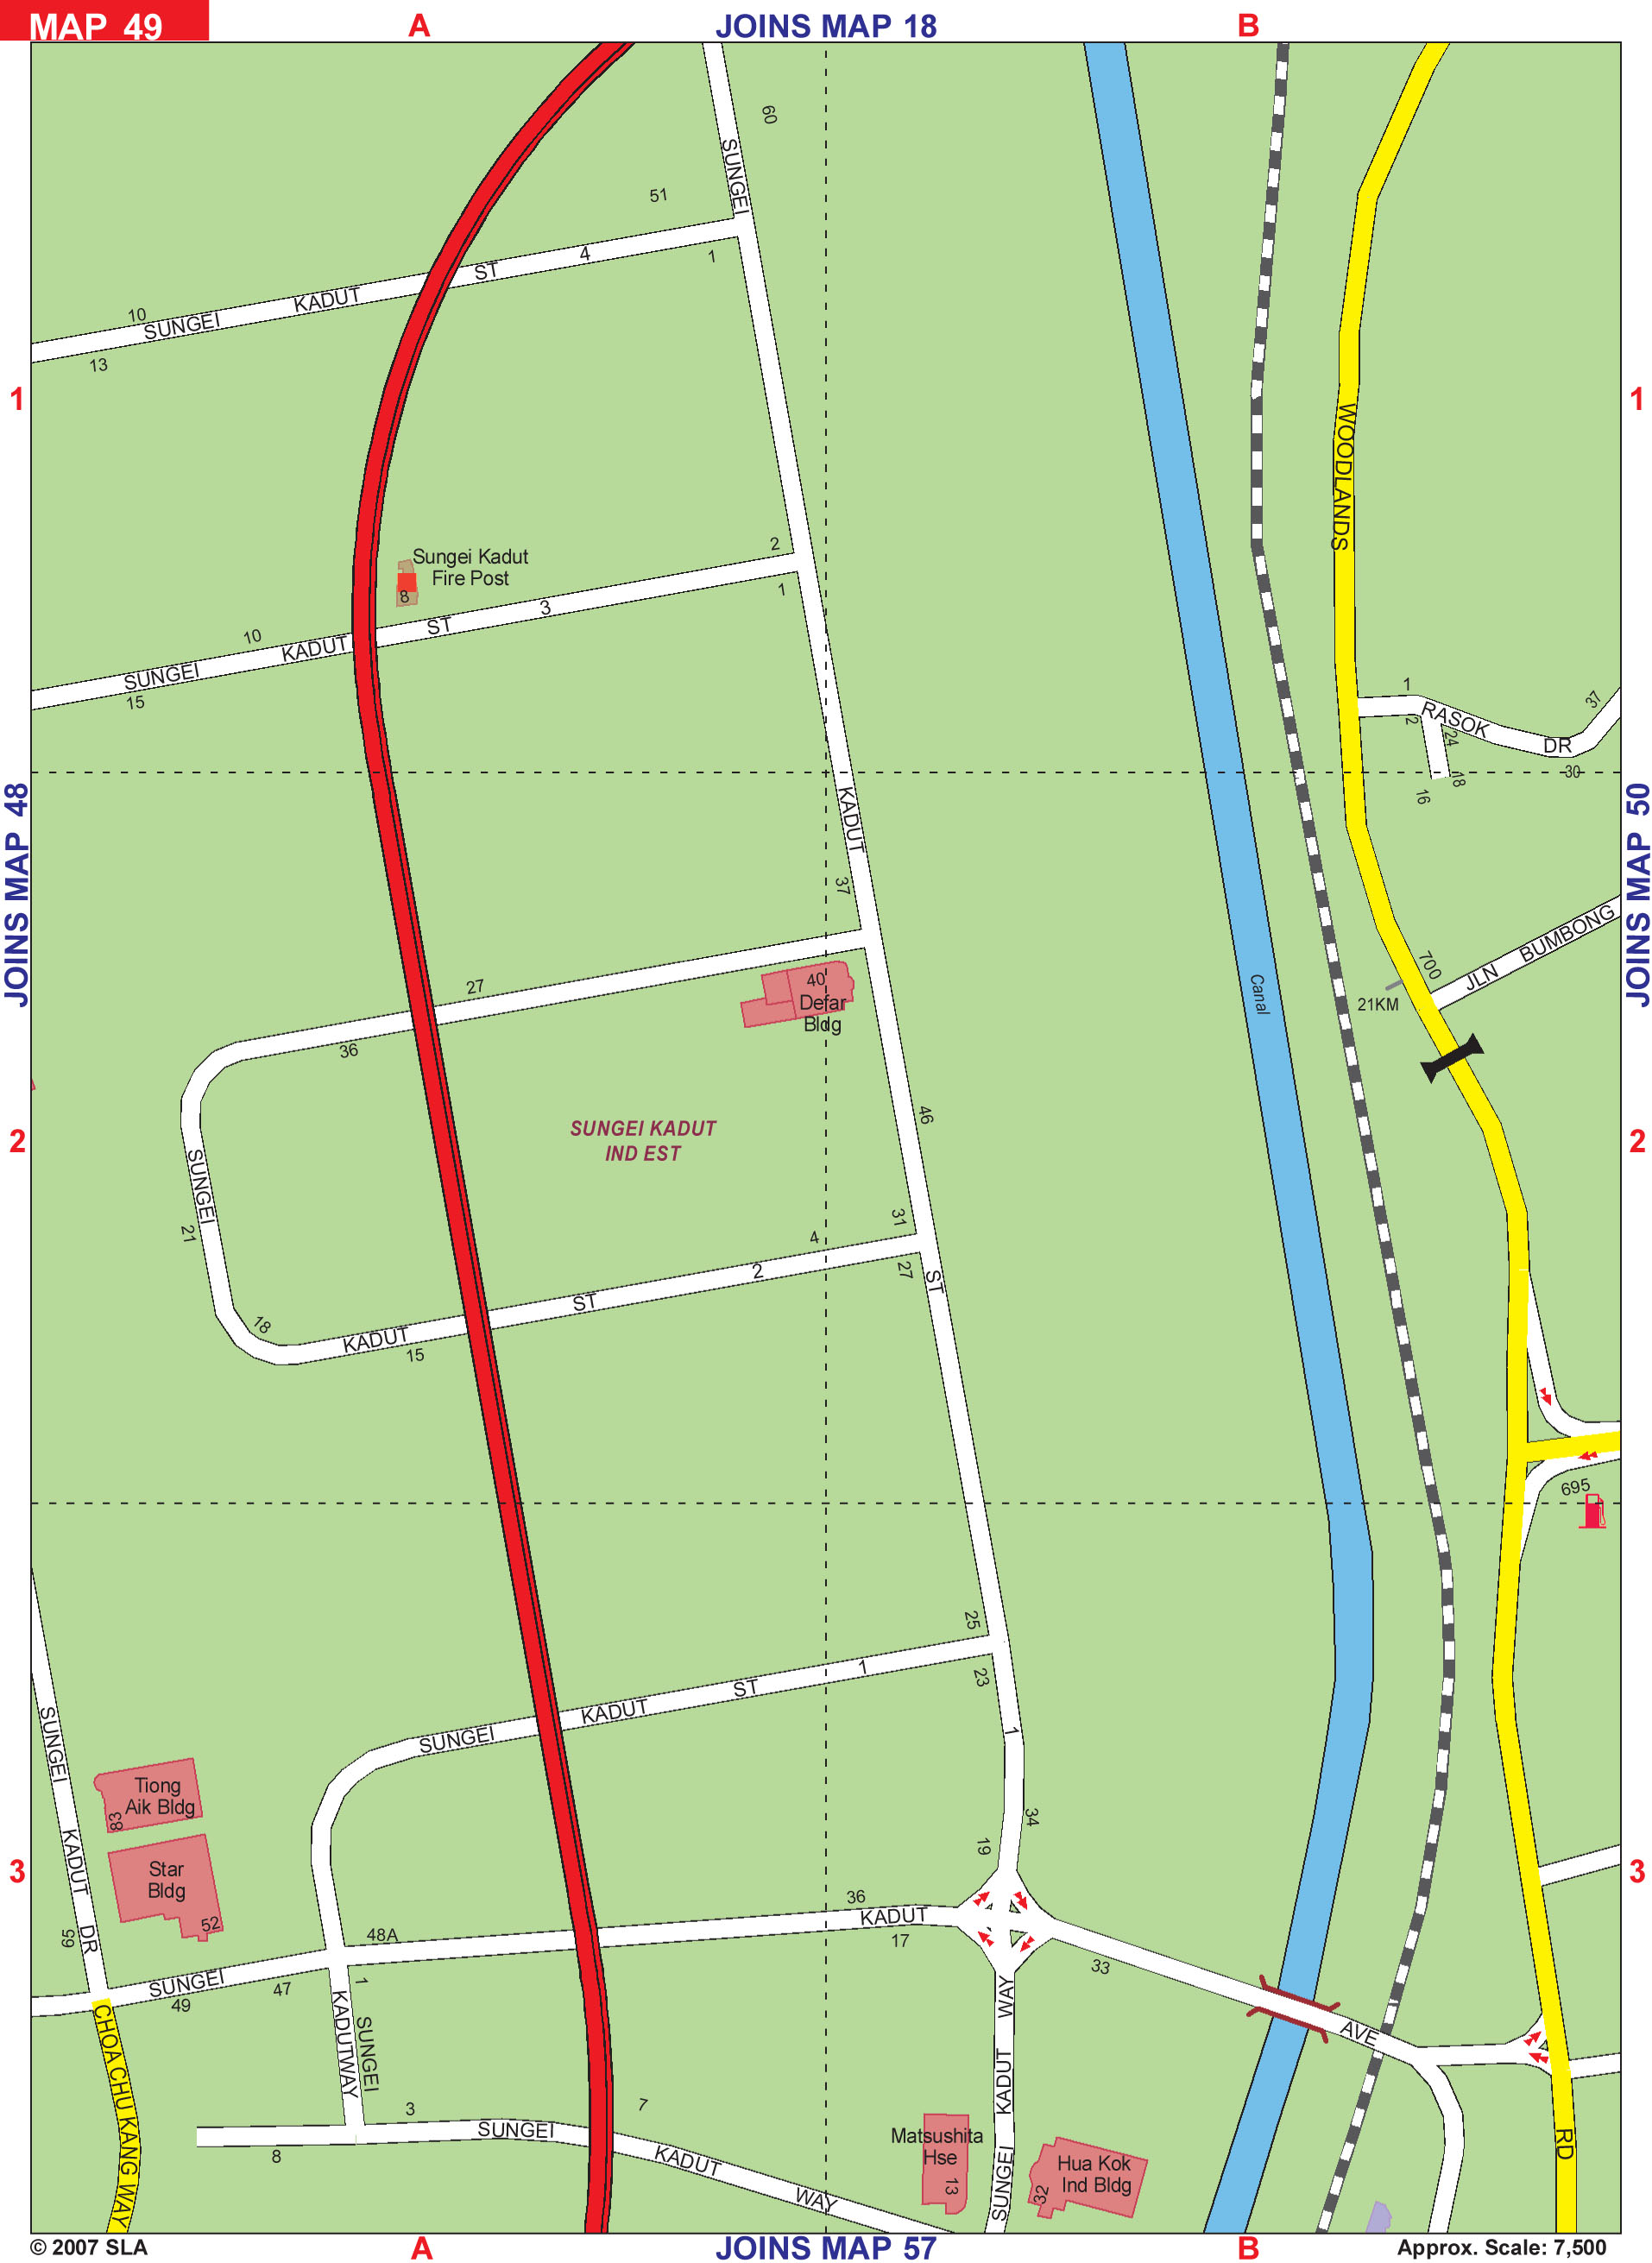 MAP 49
A
JOINS MAP 18
B
60
SUNGEI
51
4
ST
1
KADUT
10
SUNGEI
13
1
1
WOODLANDS
2
Sungei Kadut
Fire Post
8
1
3
ST
10
KADUT
SUNGEI
15
1
37
RASOK
2
24
DR
30
18
16
JOINS MAP 48
JOINS MAP 50
KADUT
37
JLN BUMBONG
700
21KM
27
40
Defar
Bldg
Canal
36
46
SUNGEI KADUT
IND EST
2
2
SUNGEI
21
31
4
27
2
ST
ST
18
KADUT
15
695
25
1
23
ST
KADUT
SUNGEI
1
SUNGEI
Tiong
Aik Bldg
83
34
19
KADUT
Star
Bldg
3
3
52
36
KADUT
17
48A
DR
65
33
SUNGEI
47
49
1
KADUT WAY
SUNGEI
CHOA CHU KANG WAY
AVE
SUNGEI KADUT WAY
3
7
SUNGEI
8
KADUT
WAY
Matsushita
Hse
13
Hua Kok
Ind Bldg
32
RD
© 2007 SLA
A
JOINS MAP 57
B
Approx. Scale: 7,500